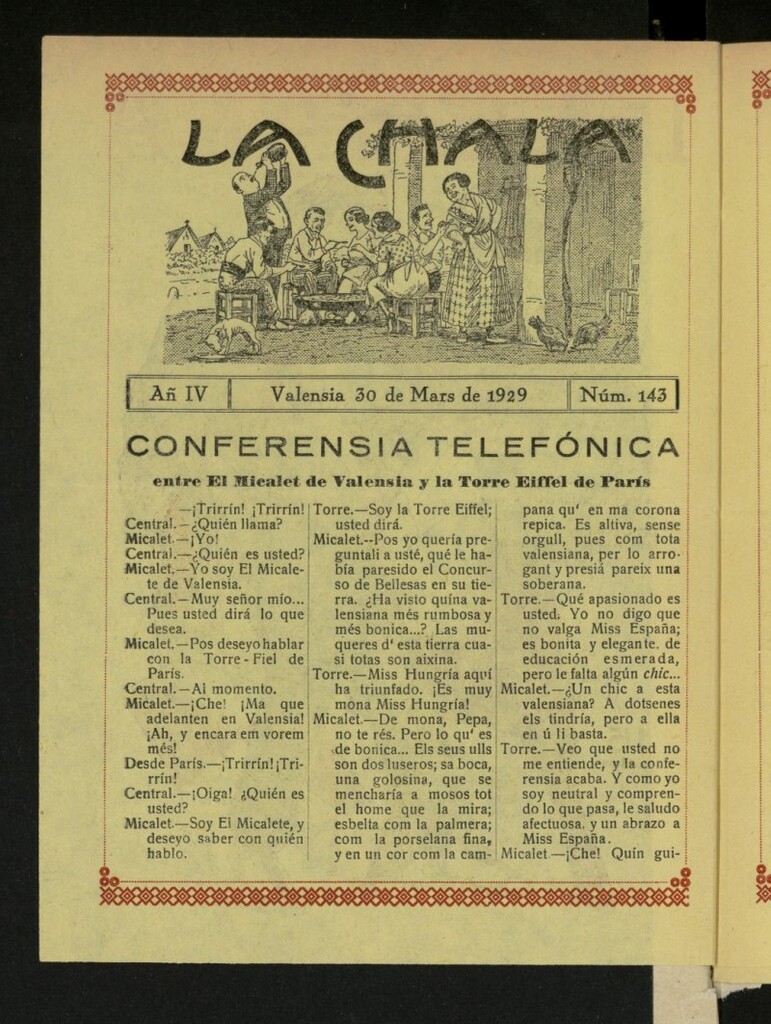 LA CHALA
Añ IV
Valensia 30 de Mars de 1929
Núm. 143
CONFERENSIA TELEFÓNICA
entre El Micalet de Valensia y la Torre Eiffel de París
—¡Trirrín! ¡Trirrín!
Central.—¿Quién llama?
Micalet.—¡Yo!
Central.—¿Quién es usted?
Micalet.—Yo soy El Micale-
te de Valensia.
Central.—Muy señor mío...
Pues usted dirá lo que
desea.
Micalet.—Pos deseyo hablar
con la Torre-Fiel de
París.
Central.—Al momento.
Micalet.—¡Che! ¡Ma que
adelanten en Valensia!
¡Ah, y encara em vorem
més!
Desde París.—¡Trirrín! ¡Tri-
rrín!
Central.—¡Oiga! ¿Quién es
usted?
Micalet.—Soy El Micalete, y
deseyo saber con quién
hablo.
Torre.—Soy la Torre Eiffel;
usted dirá.
Micalet.--Pos yo quería pre-
guntali a usté, qué le ha-
bía paresido el Concur-
so de Bellesas en su tie-
rra. ¿Ha visto quína va-
lensiana més rumbosa y
més bonica...? Las mu-
queres d' esta tierra cua-
si totas son aixina.
Torre.—Miss Hungría aquí
ha triunfado. ¡Es muy
mona Miss Hungría!
Micalet.—De mona, Pepa,
no te rés. Pero lo qu' es
de bonica... Els seus ulls
son dos luseros; sa boca,
una golosina, que se
mencharía a mosos tot
el home que la mira;
esbelta com la palmera;
com la porselana fina,
y en un cor com la cam-
pana qu' en ma corona
repica. Es altiva, sense
orgull, pues com tota
valensiana, per lo arro-
gant y presiá pareix una
soberana.
Torre.—Qué apasionado es
usted. Yo no digo que
no valga Miss España;
es bonita y elegante, de
educación esmerada,
pero le falta algún chic...
Micalet.—¿Un chic a esta
valensiana? A dotsenes
els tindría, pero a ella
en ú li basta.
Torre.—Veo que usted no
me entiende, y la confe-
rensia acaba. Y como yo
soy neutral y compren-
do lo que pasa, le saludo
afectuosa, y un abrazo a
Miss España.
Micalet.—¡Che! Quín gui-